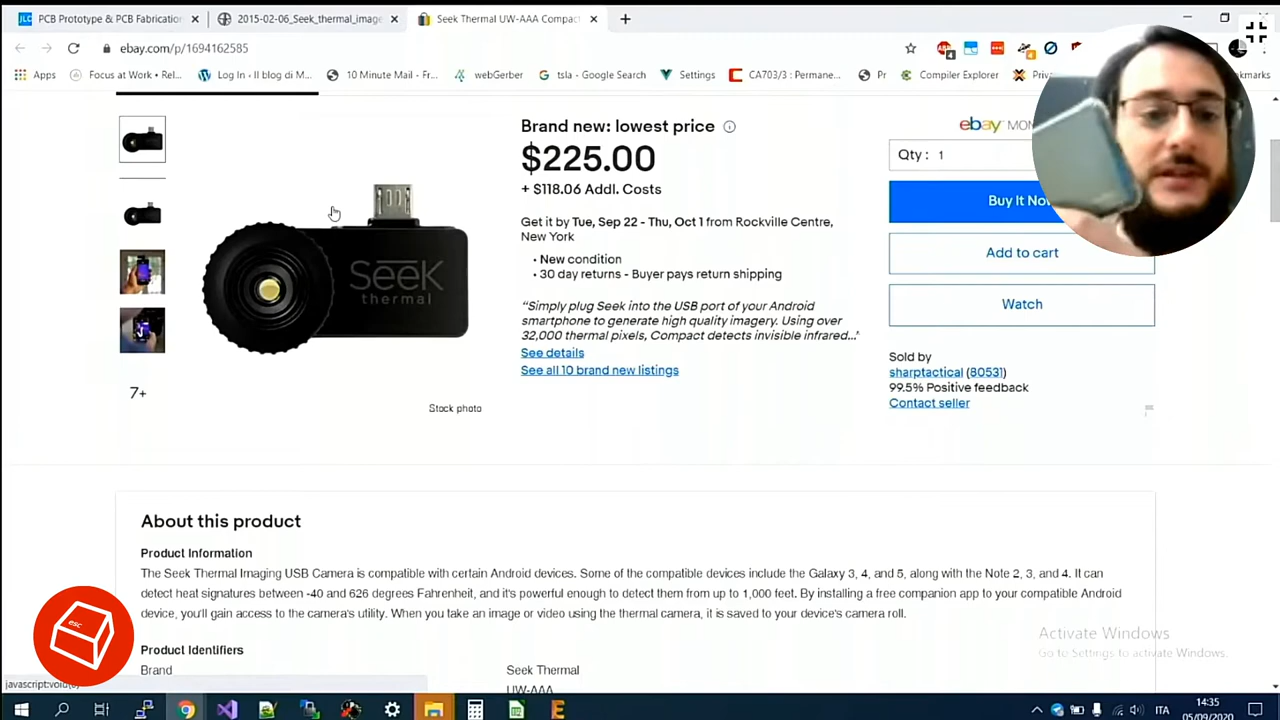 PCB Prototype & PCB Fabrication
2015-02-06_Seek_thermal_image
Seek Thermal UW-AAA Compact
ebay.com/p/1694162585
Apps
Focus at Work • Rel...
Log In ‹ Il blog di M...
10 Minute Mail - Fr...
webGerber
tsla - Google Search
Settings
CA703/3 : Permane...
Pr
Compiler Explorer
Priva
kmarks
Brand new: lowest price
$225.00
+ $118.06 Addl. Costs
Get it by Tue, Sep 22 - Thu, Oct 1 from Rockville Centre,
New York
• New condition
• 30 day returns - Buyer pays return shipping
"Simply plug Seek into the USB port of your Android
smartphone to generate high quality imagery. Using over
32,000 thermal pixels, Compact detects invisible infrared..."
See details
See all 10 brand new listings
Seek
thermal
7+
Stock photo
ebay MON
Qty : 1
Buy It Now
Add to cart
Watch
Sold by
sharptactical (80531)
99.5% Positive feedback
Contact seller
About this product
Product Information
The Seek Thermal Imaging USB Camera is compatible with certain Android devices. Some of the compatible devices include the Galaxy 3, 4, and 5, along with the Note 2, 3, and 4. It can
detect heat signatures between -40 and 626 degrees Fahrenheit, and it's powerful enough to detect them from up to 1,000 feet. By installing a free companion app to your compatible Android
device, you'll gain access to the camera's utility. When you take an image or video using the thermal camera, it is saved to your device's camera roll.
Product Identifiers
Brand
Seek Thermal
UW-AAA
esc
Activate Windows
Go to Settings to activate Windows.
ITA
14:35
05/09/2020